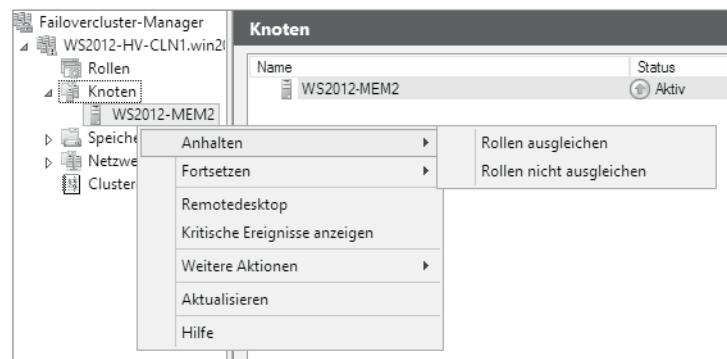 Failovercluster-Manager
WS2012-HV-CLN1.win2
Rollen
Knoten
WS2012-MEM2
Speiche
Netzwe
Cluster
Knoten
Name Status
WS2012-MEM2 Aktiv
Anhalten
Fortsetzen
Remotedesktop
Kritische Ereignisse anzeigen
Weitere Aktionen
Aktualisieren
Hilfe
Rollen ausgleichen
Rollen nicht ausgleichen